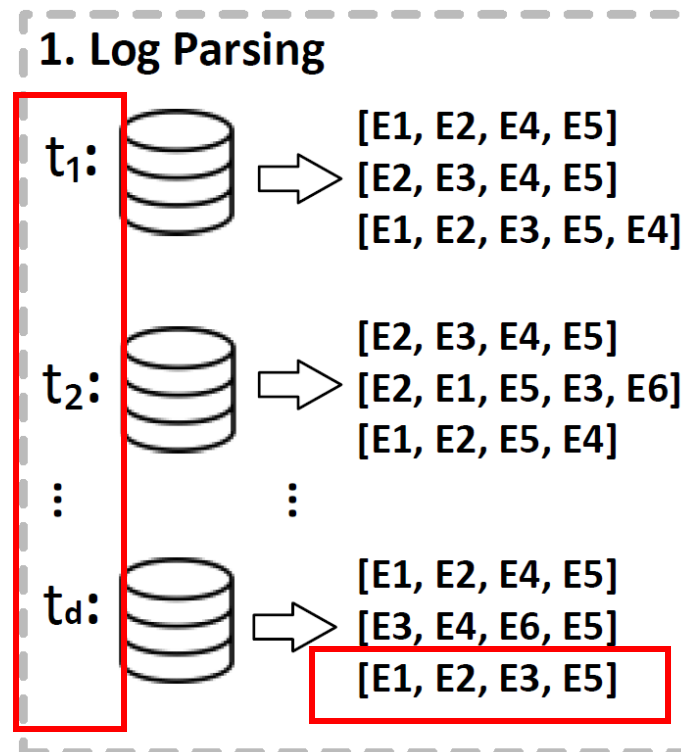 1. Log Parsing
t₁:
[E1, E2, E4, E5]
[E2, E3, E4, E5]
[E1, E2, E3, E5, E4]
t₂:
[E2, E3, E4, E5]
[E2, E1, E5, E3, E6]
[E1, E2, E5, E4]
⋮ ⋮
td:
[E1, E2, E4, E5]
[E3, E4, E6, E5]
[E1, E2, E3, E5]